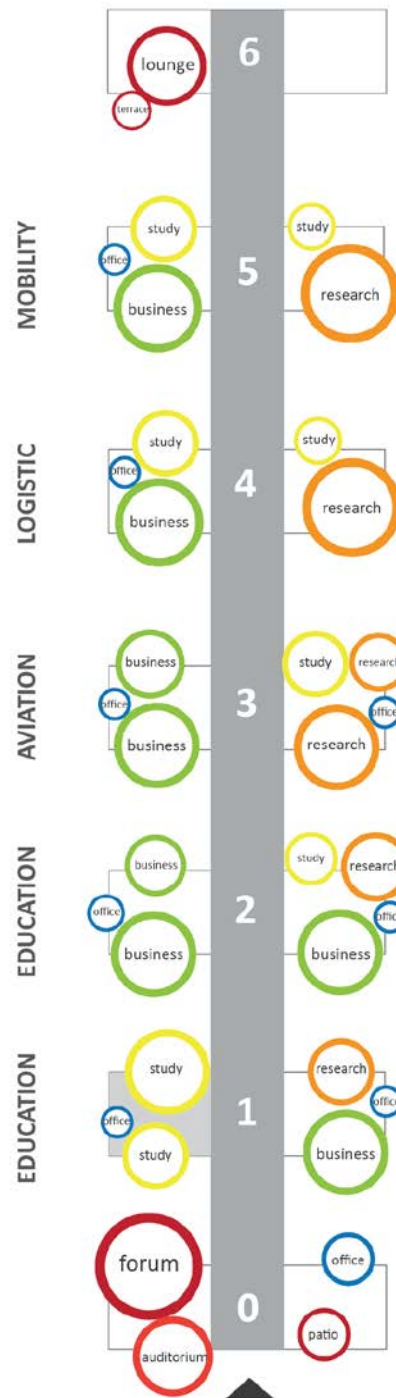 lounge
6
terrace
MOBILITY
study
study
office
5
business
research
LOGISTIC
study
study
office
4
business
research
AVIATION
business
study
research
office
3
office
business
research
EDUCATION
business
study
research
office
2
office
business
business
EDUCATION
study
research
office
1
office
study
business
forum
office
0
patio
auditorium